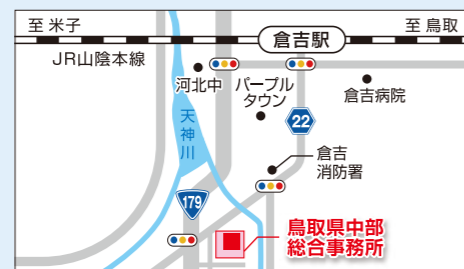 至 米子
倉吉駅
至 鳥取
JR山陰本線
河北中
パープル
タウン
倉吉病院
天神川
22
倉吉
消防署
179
鳥取県中部
総合事務所